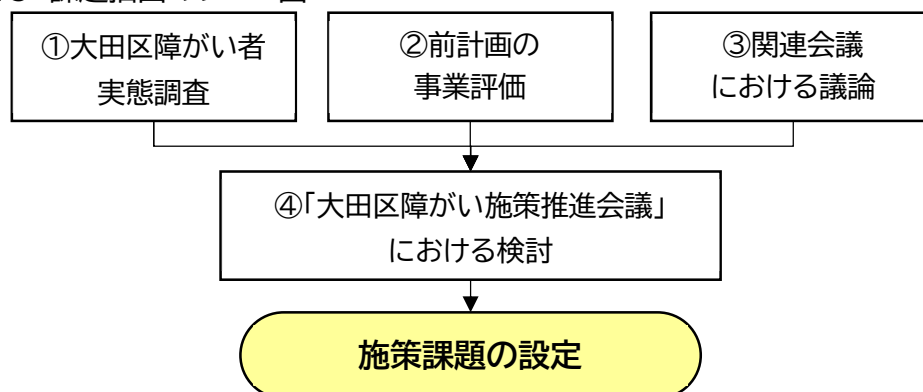 ①大田区障がい者
実態調査
②前計画の
事業評価
③関連会議
における議論
④「大田区障がい施策推進会議」
における検討
施策課題の設定